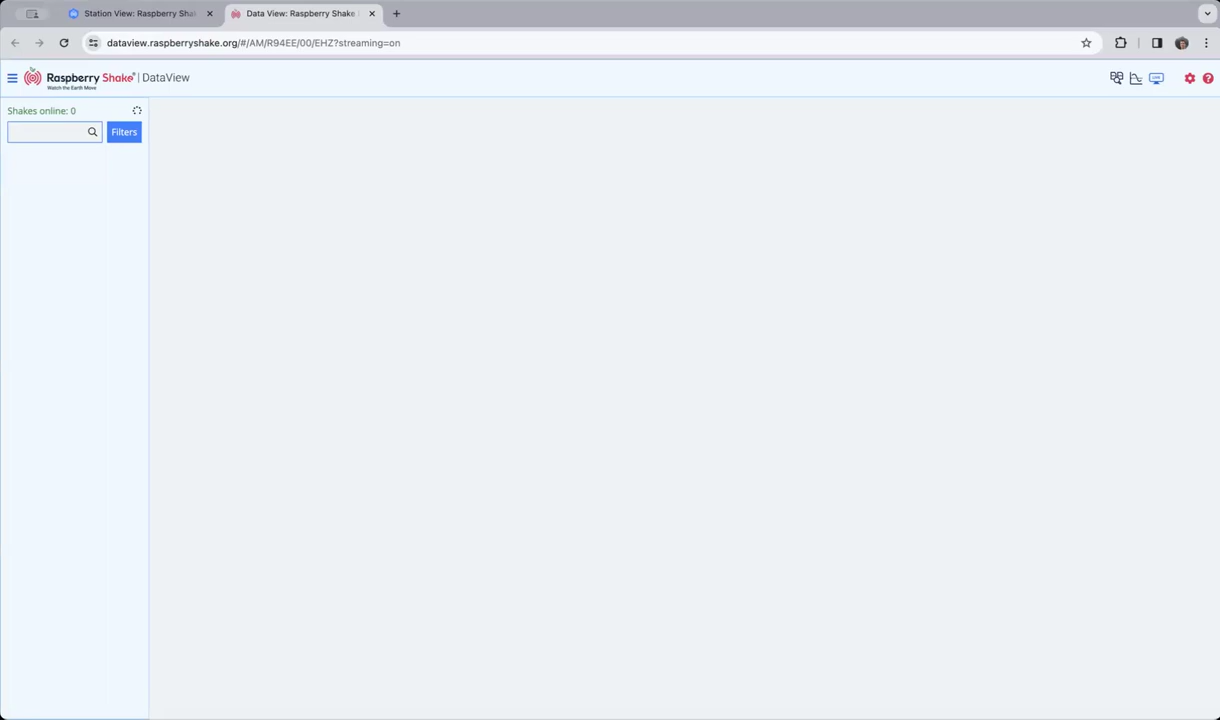 Station View: Raspberry Sha
Data View: Raspberry Shake
dataview.raspberryshake.org/#/AM/R94EE/00/EHZ?streaming=on
Raspberry Shake® | DataView
Watch the Earth Move
Shakes online: 0
Filters